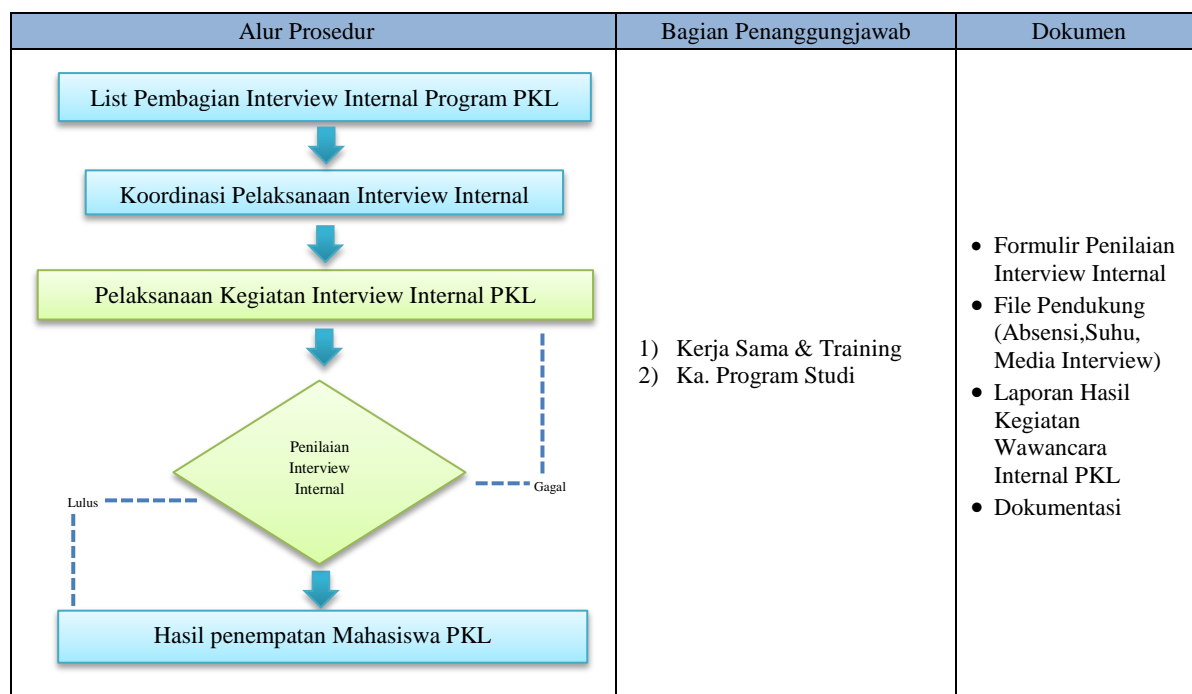 Alur Prosedur
Bagian Penanggungjawab
Dokumen
List Pembagian Interview Internal Program PKL
Koordinasi Pelaksanaan Interview Internal
Pelaksanaan Kegiatan Interview Internal PKL
Penilaian
Interview
Internal
Gagal
Lulus
Hasil penempatan Mahasiswa PKL
1) Kerja Sama & Training
2) Ka. Program Studi
• Formulir Penilaian
Interview Internal
• File Pendukung
(Absensi,Suhu,
Media Interview)
• Laporan Hasil
Kegiatan
Wawancara
Internal PKL
• Dokumentasi